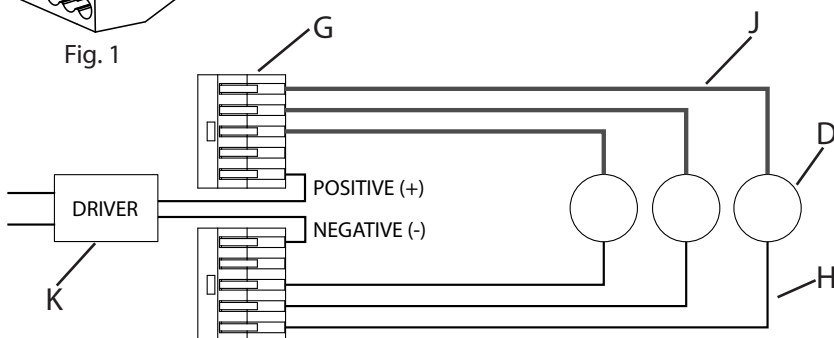 Fig. 1
G
J
D
POSITIVE (+)
DRIVER
NEGATIVE (-)
K
H